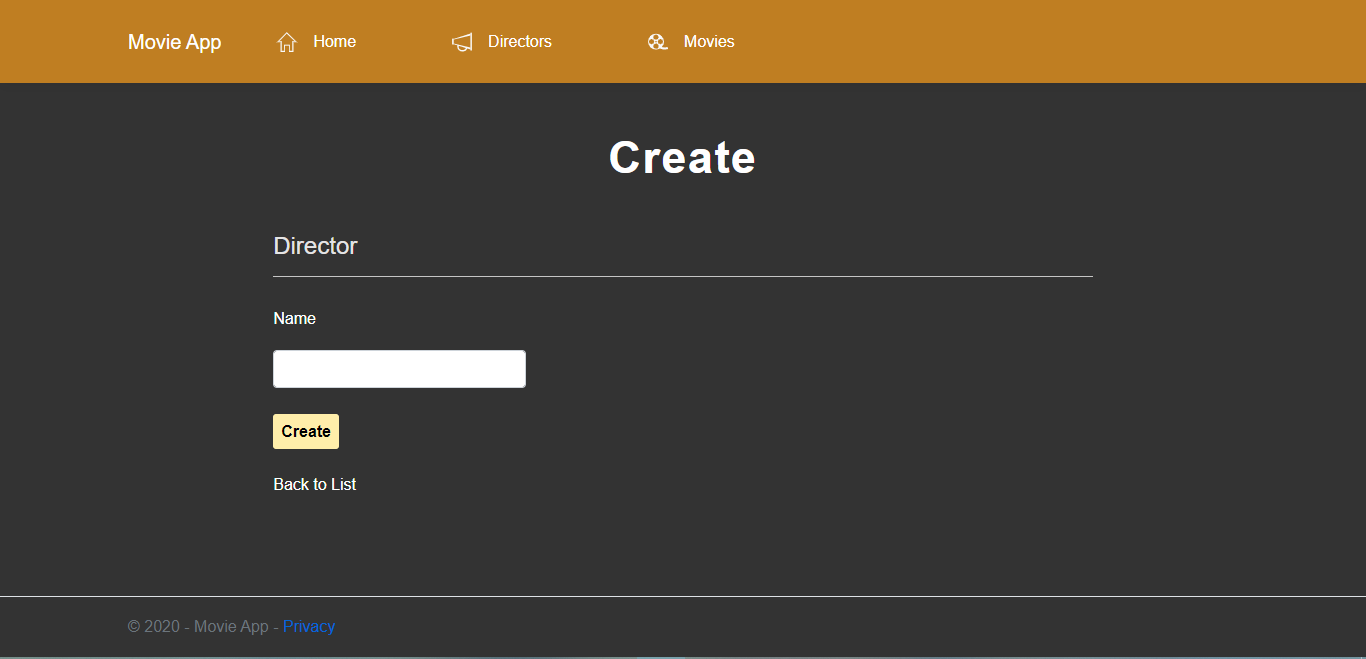 Movie App Home Directors Movies
Create
Director
Name
Create
Back to List
© 2020 - Movie App - Privacy